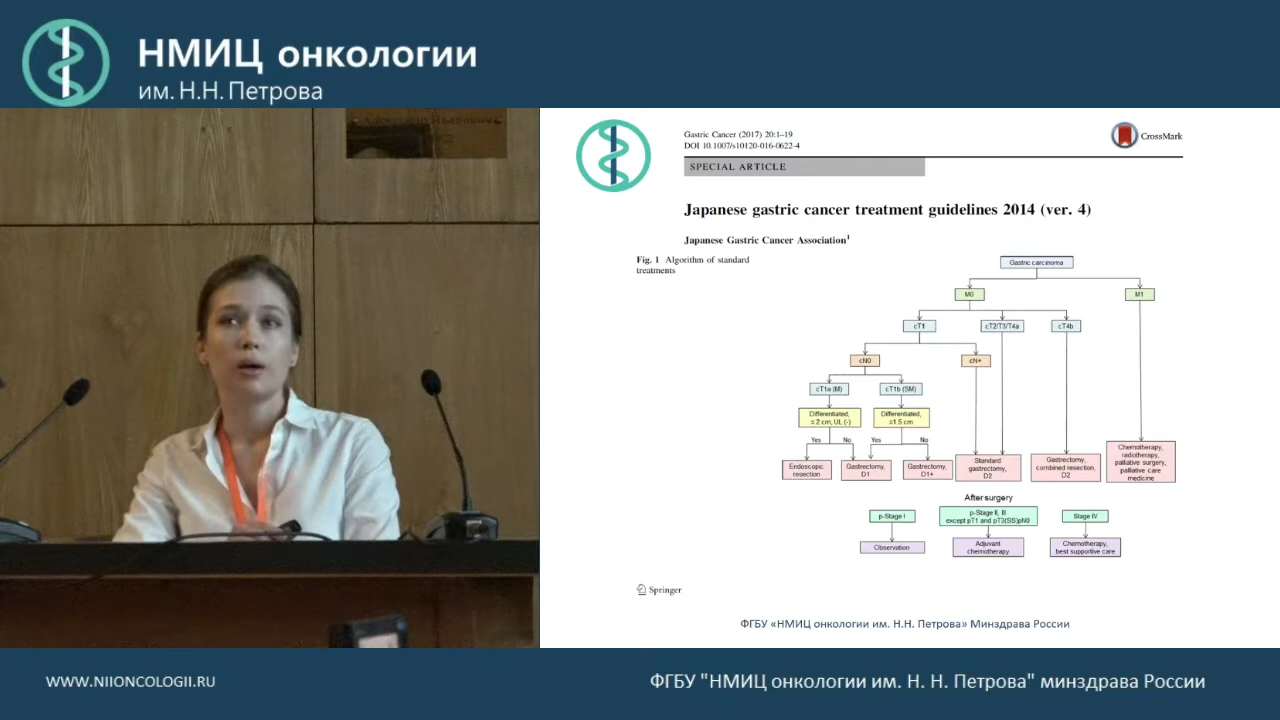 НМИЦ онкологии
им. Н.Н. Петрова
Gastric Cancer (2017) 20:1–19
DOI 10.1007/s10120-016-0622-4
CrossMark
SPECIAL ARTICLE
Japanese gastric cancer treatment guidelines 2014 (ver. 4)
Japanese Gastric Cancer Association1
Fig. 1 Algorithm of standard
treatments
Gastric carcinoma
M0
M1
cT1
cT2/T3/T4a
cT4b
cN0
cN+
cT1a (M)
cT1b (SM)
Differentiated,
≤ 2 cm, UL (-)
Differentiated,
≤1.5 cm
Yes
No
Yes
No
Endoscopic
resection
Gastrectomy,
D1
Gastrectomy,
D1+
Standard
gastrectomy,
D2
Gastrectomy,
combined resection,
D2
Chemotherapy,
radiotherapy,
palliative surgery,
palliative care
medicine
After surgery
p-Stage I
p-Stage II, III
except pT1 and pT3(SS)pN0
Stage IV
Observation
Adjuvant
chemotherapy
Chemotherapy,
best supportive care
Springer
ФГБУ «НМИЦ онкологии им. Н.Н. Петрова» Минздрава России
WWW.NIIONCOLOGII.RU
ФГБУ "НМИЦ онкологии им. Н. Н. Петрова" минздрава России